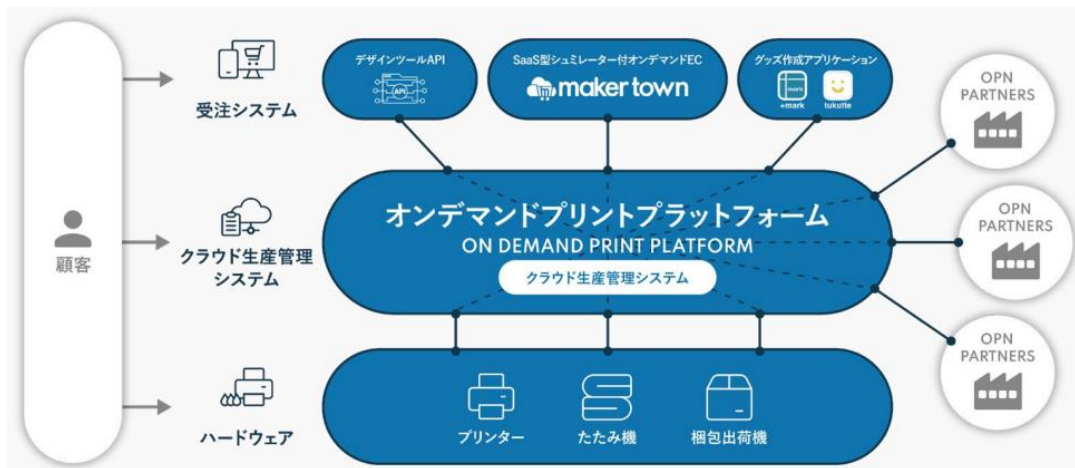 顧客
受注システム
クラウド生産管理
システム
ハードウェア
デザインツールAPI
API
SaaS型シュミレーター付オンデマンドEC
maker town
グッズ作成アプリケーション
+mark
tukutte
オンデマンドプリントプラットフォーム
ON DEMAND PRINT PLATFORM
クラウド生産管理システム
プリンター
たたみ機
梱包出荷機
OPN
PARTNERS
OPN
PARTNERS
OPN
PARTNERS